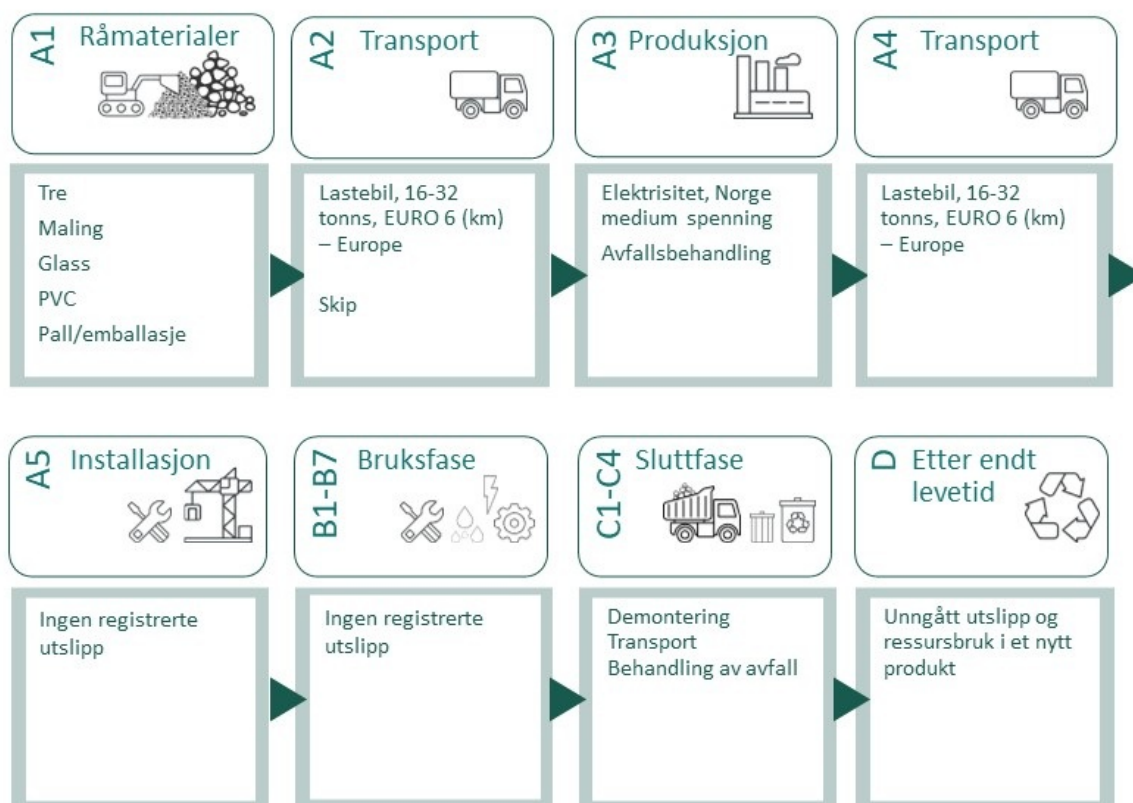 A1 Råmaterialer
Tre
Maling
Glass
PVC
Pall/emballasje
A2 Transport
Lastebil, 16-32
tonns, EURO 6 (km)
– Europe
Skip
A3 Produksjon
Elektrisitet, Norge
medium spenning
Avfallsbehandling
A4 Transport
Lastebil, 16-32
tonns, EURO 6 (km)
– Europe
A5 Installasjon
Ingen registrerte
utslipp
B1-B7 Bruksfase
Ingen registrerte
utslipp
C1-C4 Sluttfase
Demontering
Transport
Behandling av avfall
D Etter endt
levetid
Unngått utslipp og
ressursbruk i et nytt
produkt